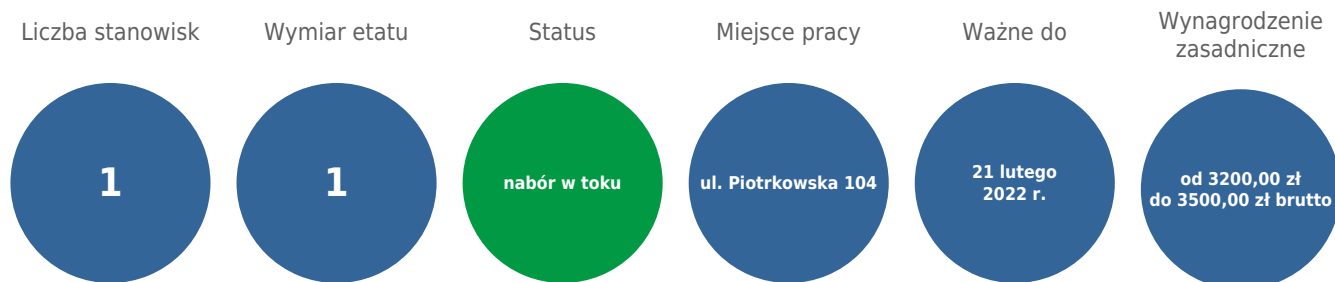 Liczba stanowisk
1
Wymiar etatu
1
Status
nabór w toku
Miejsce pracy
ul. Piotrkowska 104
Ważne do
21 lutego
2022 r.
Wynagrodzenie
zasadniczne
od 3200,00 zł
do 3500,00 zł brutto